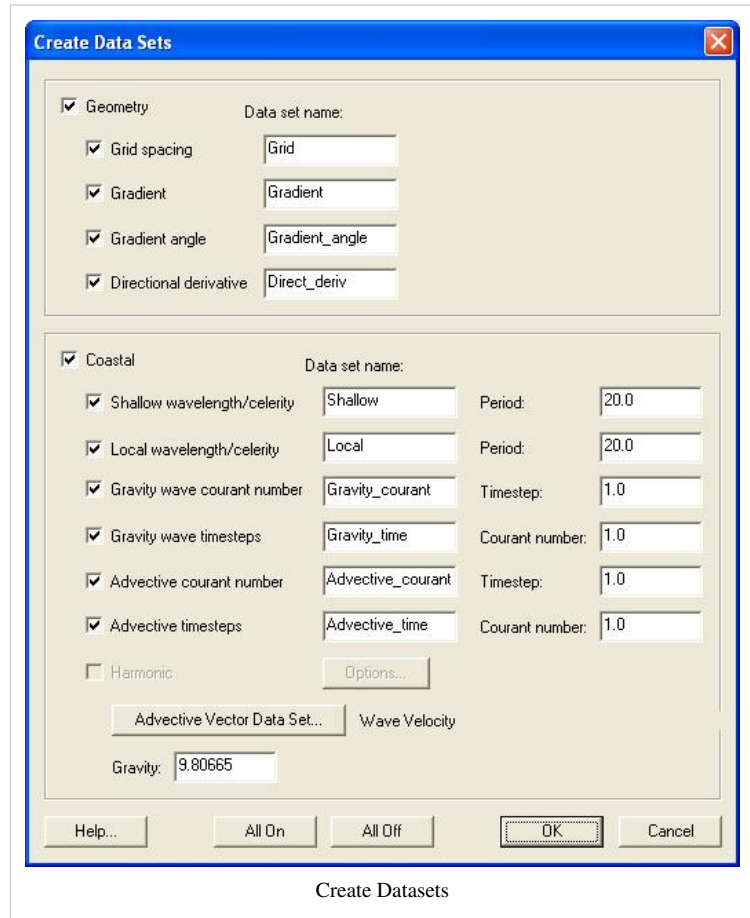 Create Data Sets
Geometry Data set name:
Grid spacing Grid
Gradient Gradient
Gradient angle Gradient_angle
Directional derivative Direct_deriv
Coastal Data set name:
Shallow wavelength/celerity Shallow Period: 20.0
Local wavelength/celerity Local Period: 20.0
Gravity wave courant number Gravity_courant Timestep: 1.0
Gravity wave timesteps Gravity_time Courant number: 1.0
Advective courant number Advective_courant Timestep: 1.0
Advective timesteps Advective_time Courant number: 1.0
Harmonic Options...
Advective Vector Data Set... Wave Velocity
Gravity: 9.80665
Help... All On All Off OK Cancel
Create Datasets